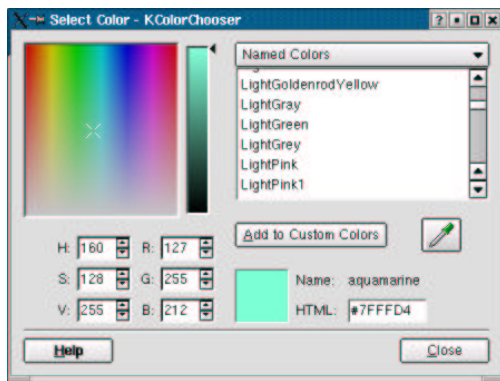 Select Color - KColorChooser
Named Colors
LightGoldenrodYellow
LightGray
LightGreen
LightGrey
LightPink
LightPink1
Add to Custom Colors
H: 160 R: 127
S: 128 G: 255
V: 255 B: 212
Name: aquamarine
HTML: #7FFFD4
Help
Close